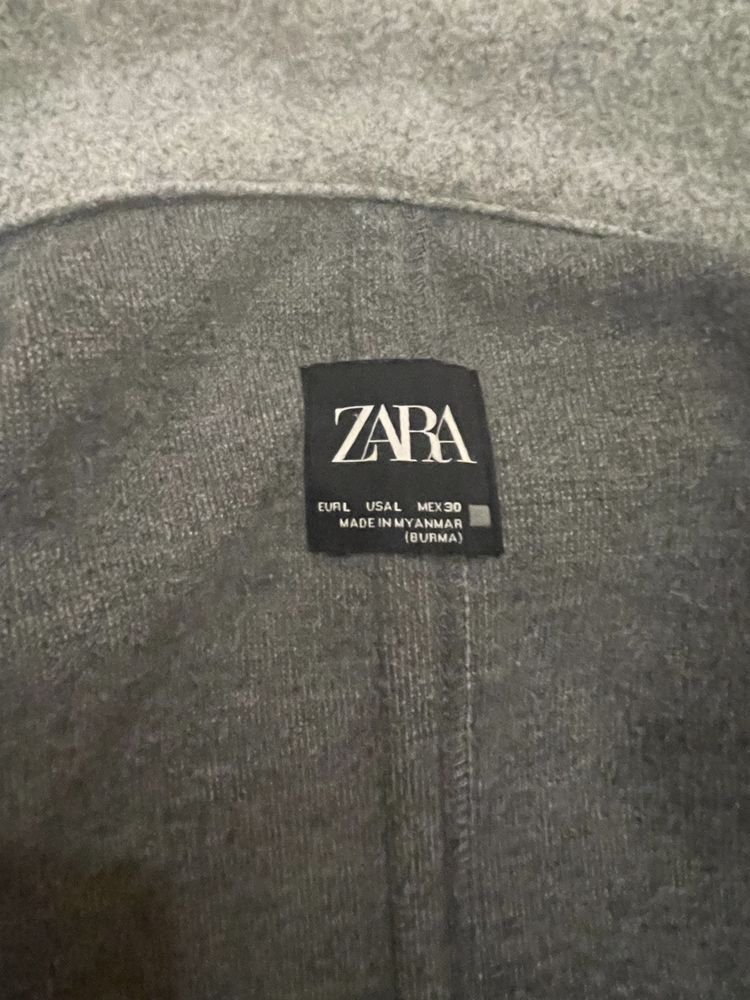 ZARA
EUR L USA L MEX 30
MADE IN MYANMAR
(BURMA)